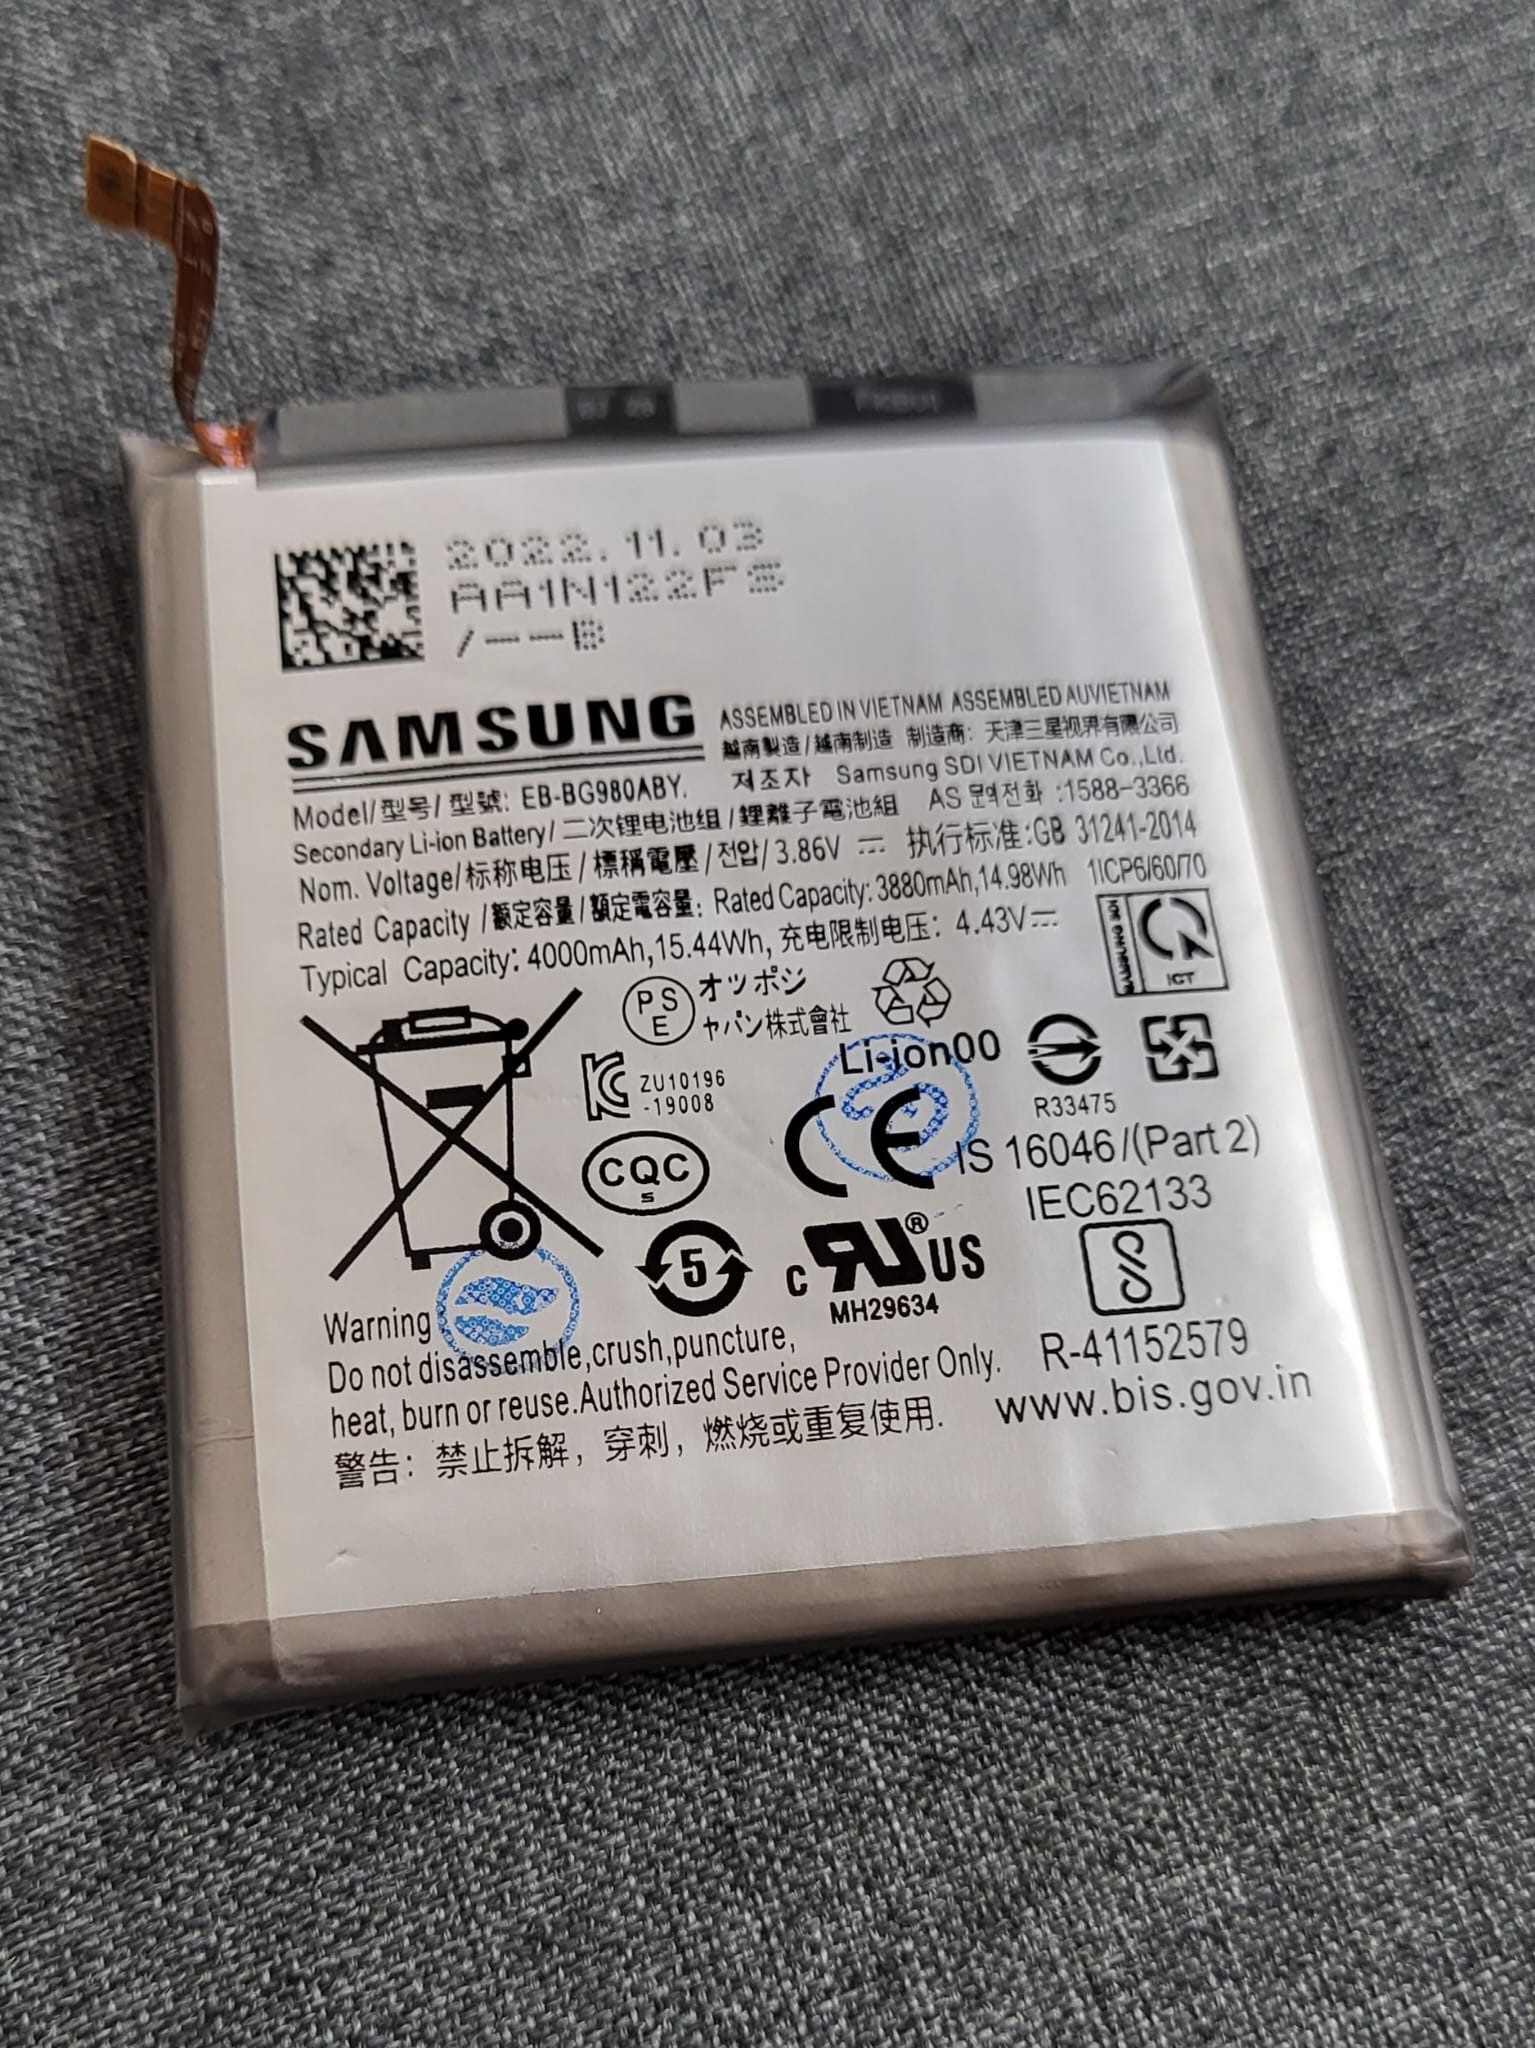 2022.11.03
AA1N122FS
/---B
SAMSUNG
ASSEMBLED IN VIETNAM ASSEMBLED AUVIETNAM
越南製造/越南制造 制造商: 天津三星视界有限公司
제조자 Samsung SDI VIETNAM Co.,Ltd.
Model/型号/型號: EB-BG980ABY.
AS 문역전화 :1588-3366
Secondary Li-ion Battery/二次锂电池组/鋰離子電池組
Nom. Voltage/标称电压/標稱電壓/전압/3.86V 执行标准:GB 31241-2014
Rated Capacity /额定容量/額定電容量: Rated Capacity: 3880mAh,14.98Wh 1ICP6/60/70
Typical Capacity: 4000mAh,15.44Wh, 充电限制电压: 4.43V
ICT
PSE
オツポジ
ヤパン株式會社
Li-ion00
ZU10196
-19008
R33475
CQC
S
CE
IS 16046/(Part 2)
IEC62133
5
c RU® US
MH29634
R-41152579
www.bis.gov.in
Warning
Do not disassemble,crush,puncture,
heat, burn or reuse.Authorized Service Provider Only.
警告: 禁止拆解, 穿刺, 燃烧或重复使用.